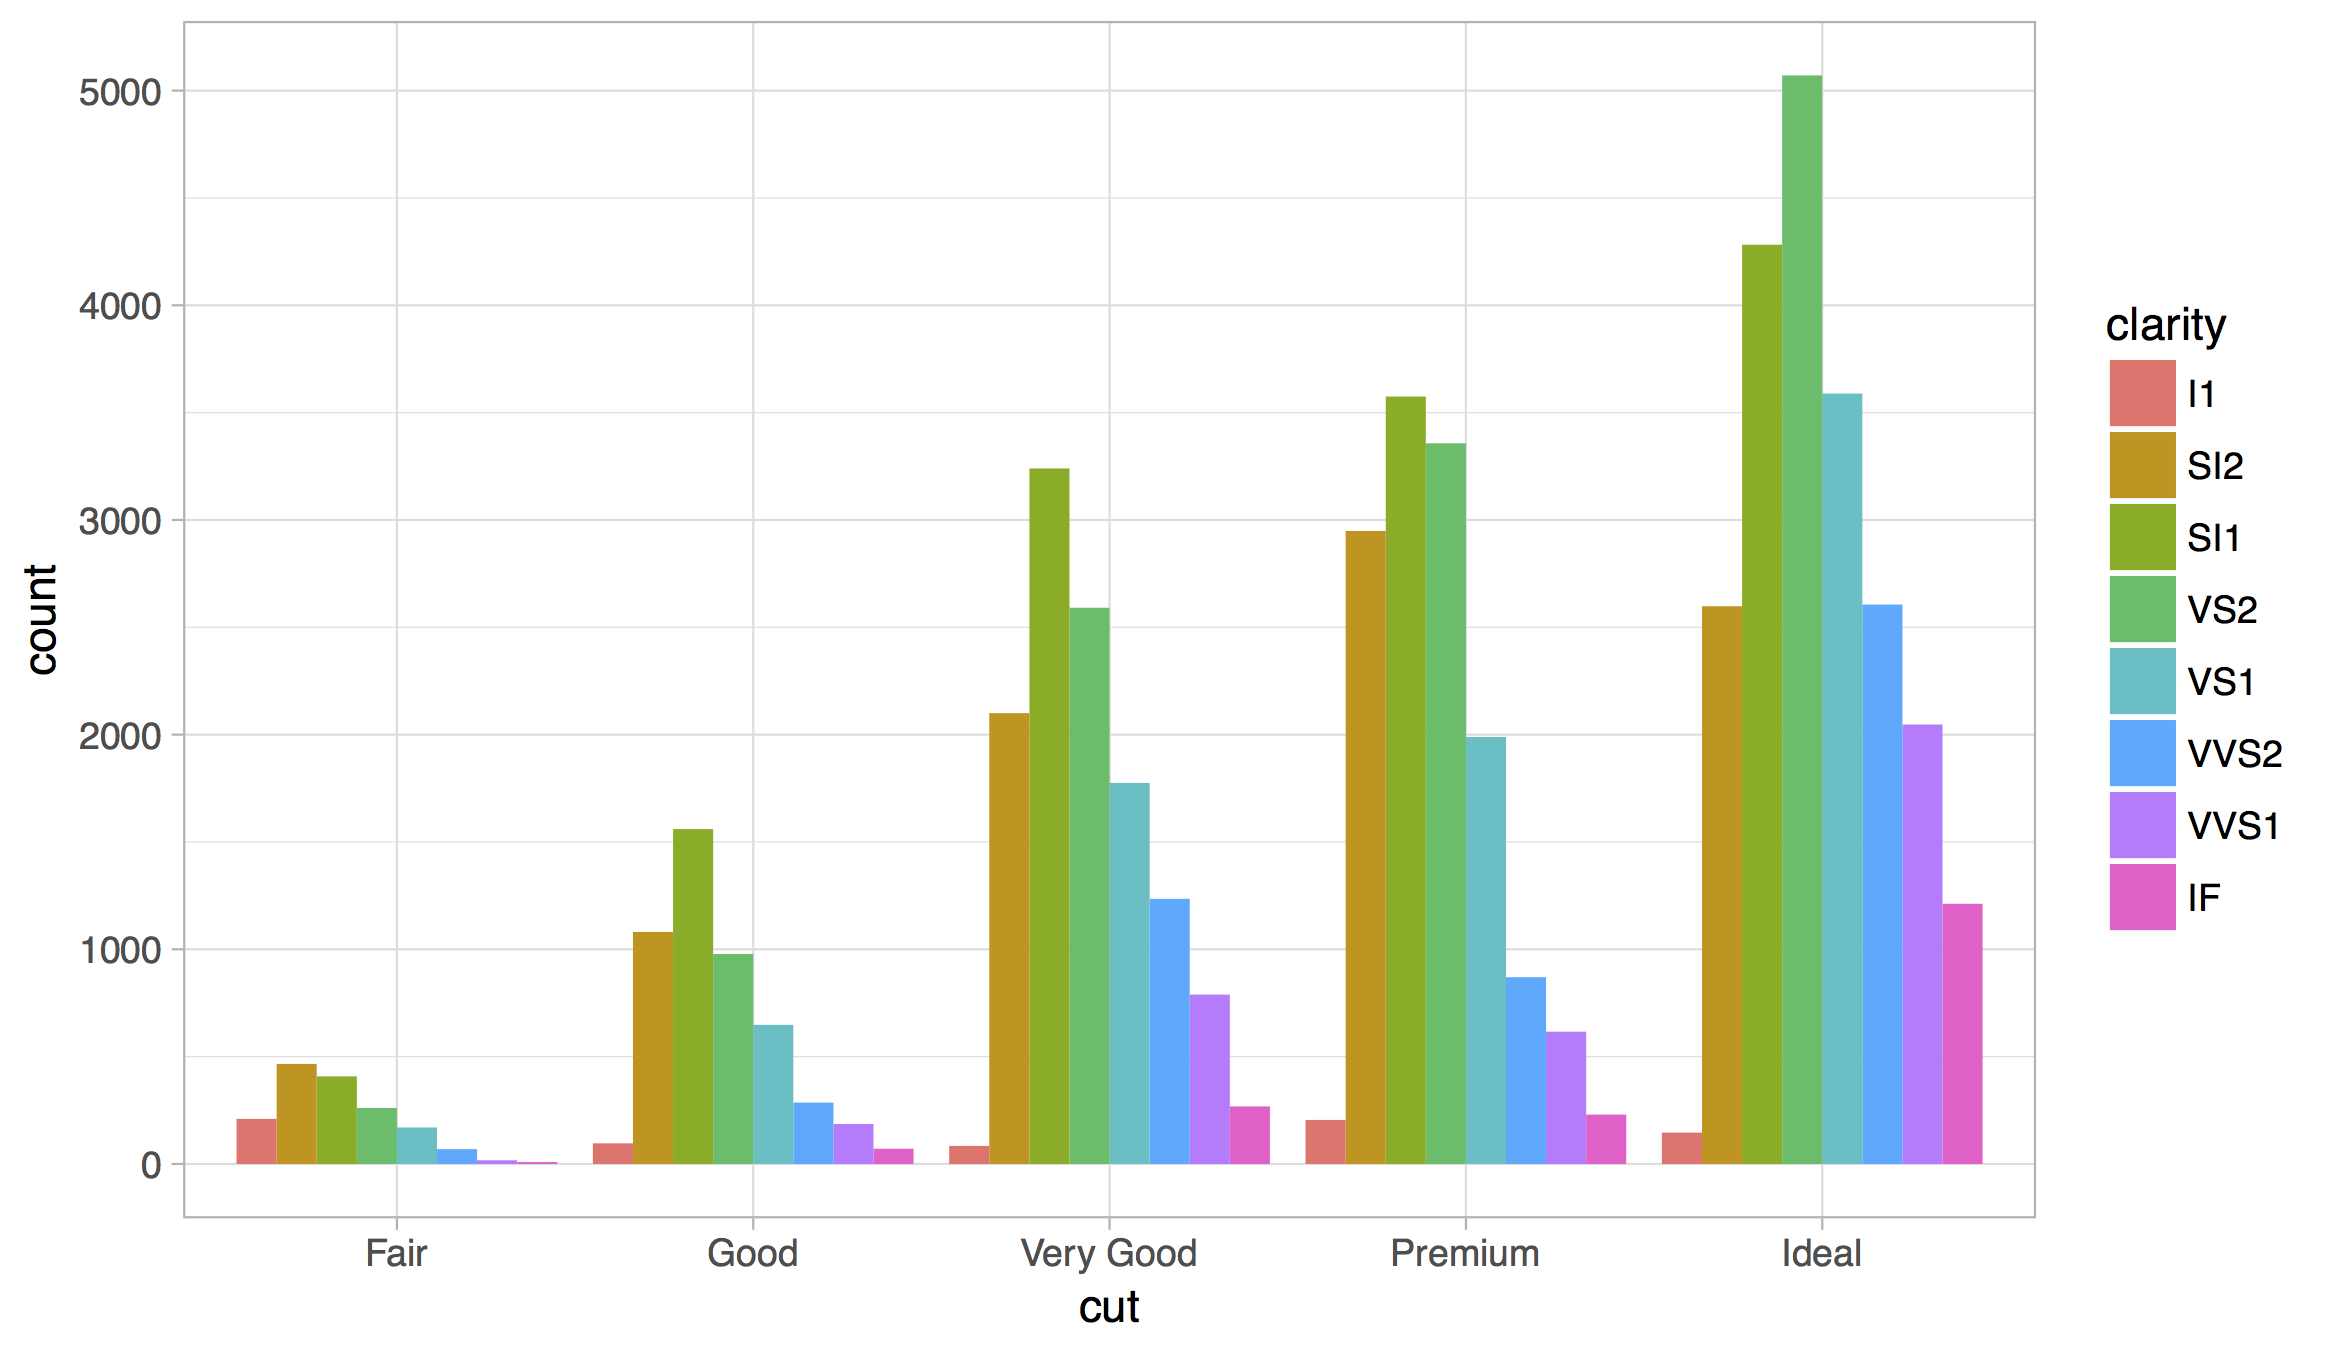 5000
4000
3000
2000
1000
0
count
Fair
Good
Very Good
Premium
Ideal
cut
clarity
I1
SI2
SI1
VS2
VS1
VVS2
VVS1
IF